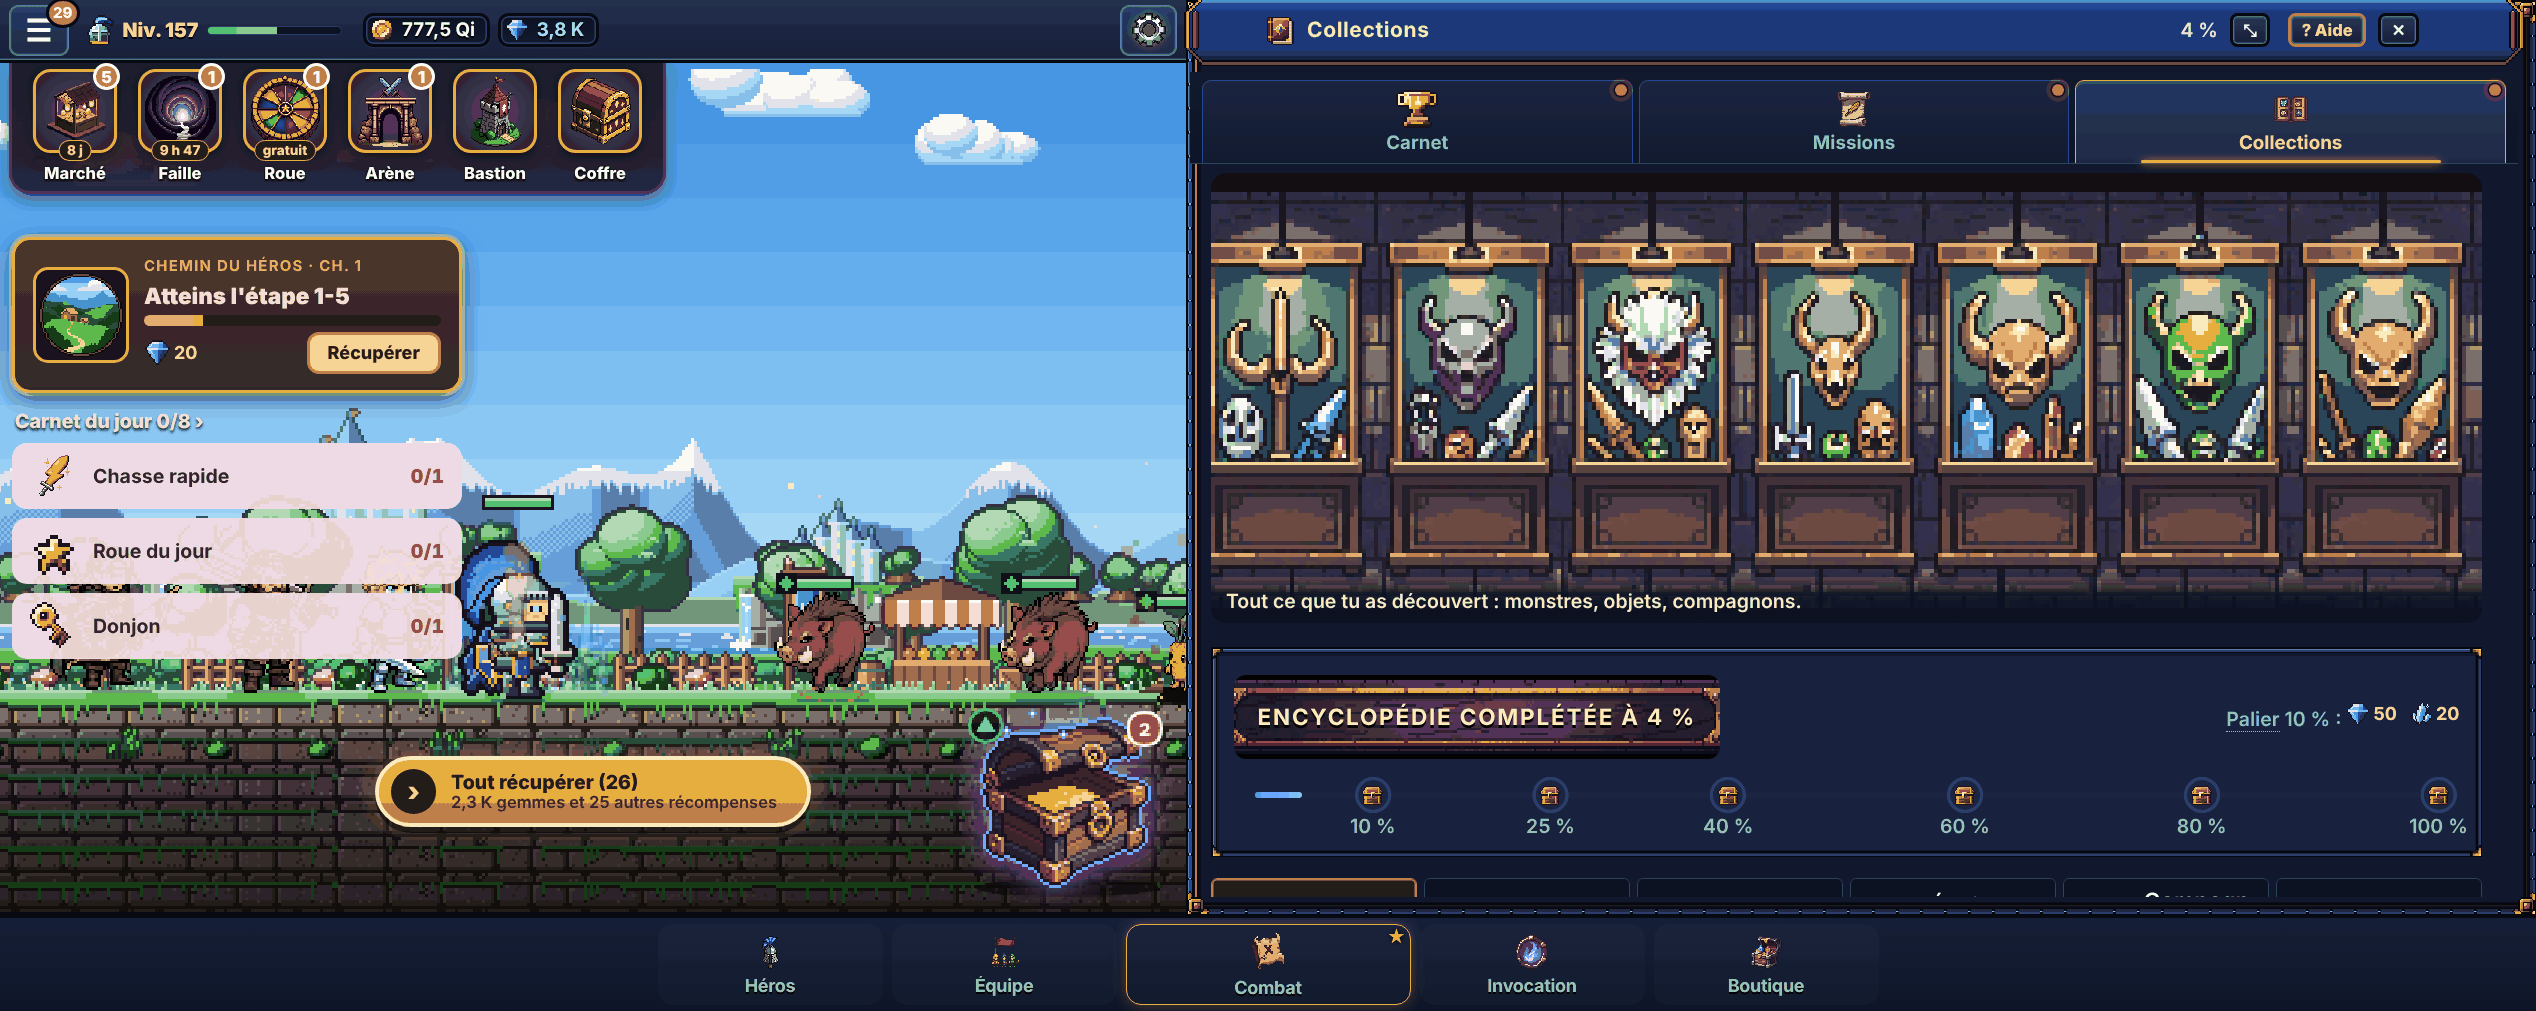 29
Niv. 157
777,5 Qi
3,8 K
5
8 j
Marché
1
9 h 47
Faille
1
gratuit
Roue
1
Arène
Bastion
Coffre
CHEMIN DU HÉROS · CH. 1
Atteins l'étape 1-5
20
Récupérer
Carnet du jour 0/8 ›
Chasse rapide 0/1
Roue du jour 0/1
Donjon 0/1
Tout récupérer (26)
2,3 K gemmes et 25 autres récompenses
2
Collections
4 %
? Aide
Carnet
Missions
Collections
Tout ce que tu as découvert : monstres, objets, compagnons.
ENCYCLOPÉDIE COMPLÉTÉE À 4 %
Palier 10 % : 50 20
10 %
25 %
40 %
60 %
80 %
100 %
Héros
Équipe
Combat
Invocation
Boutique